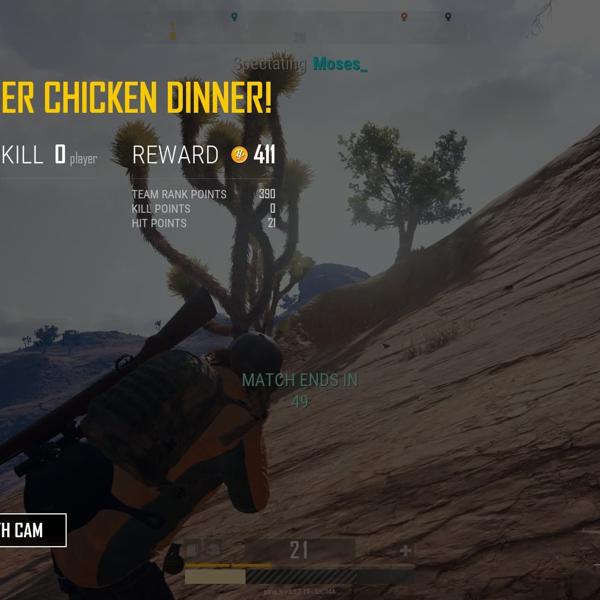 Spectating Moses_
ER CHICKEN DINNER!
KILL 0 player
REWARD 411
TEAM RANK POINTS 390
KILL POINTS 0
HIT POINTS 21
MATCH ENDS IN
49
TH CAM
21